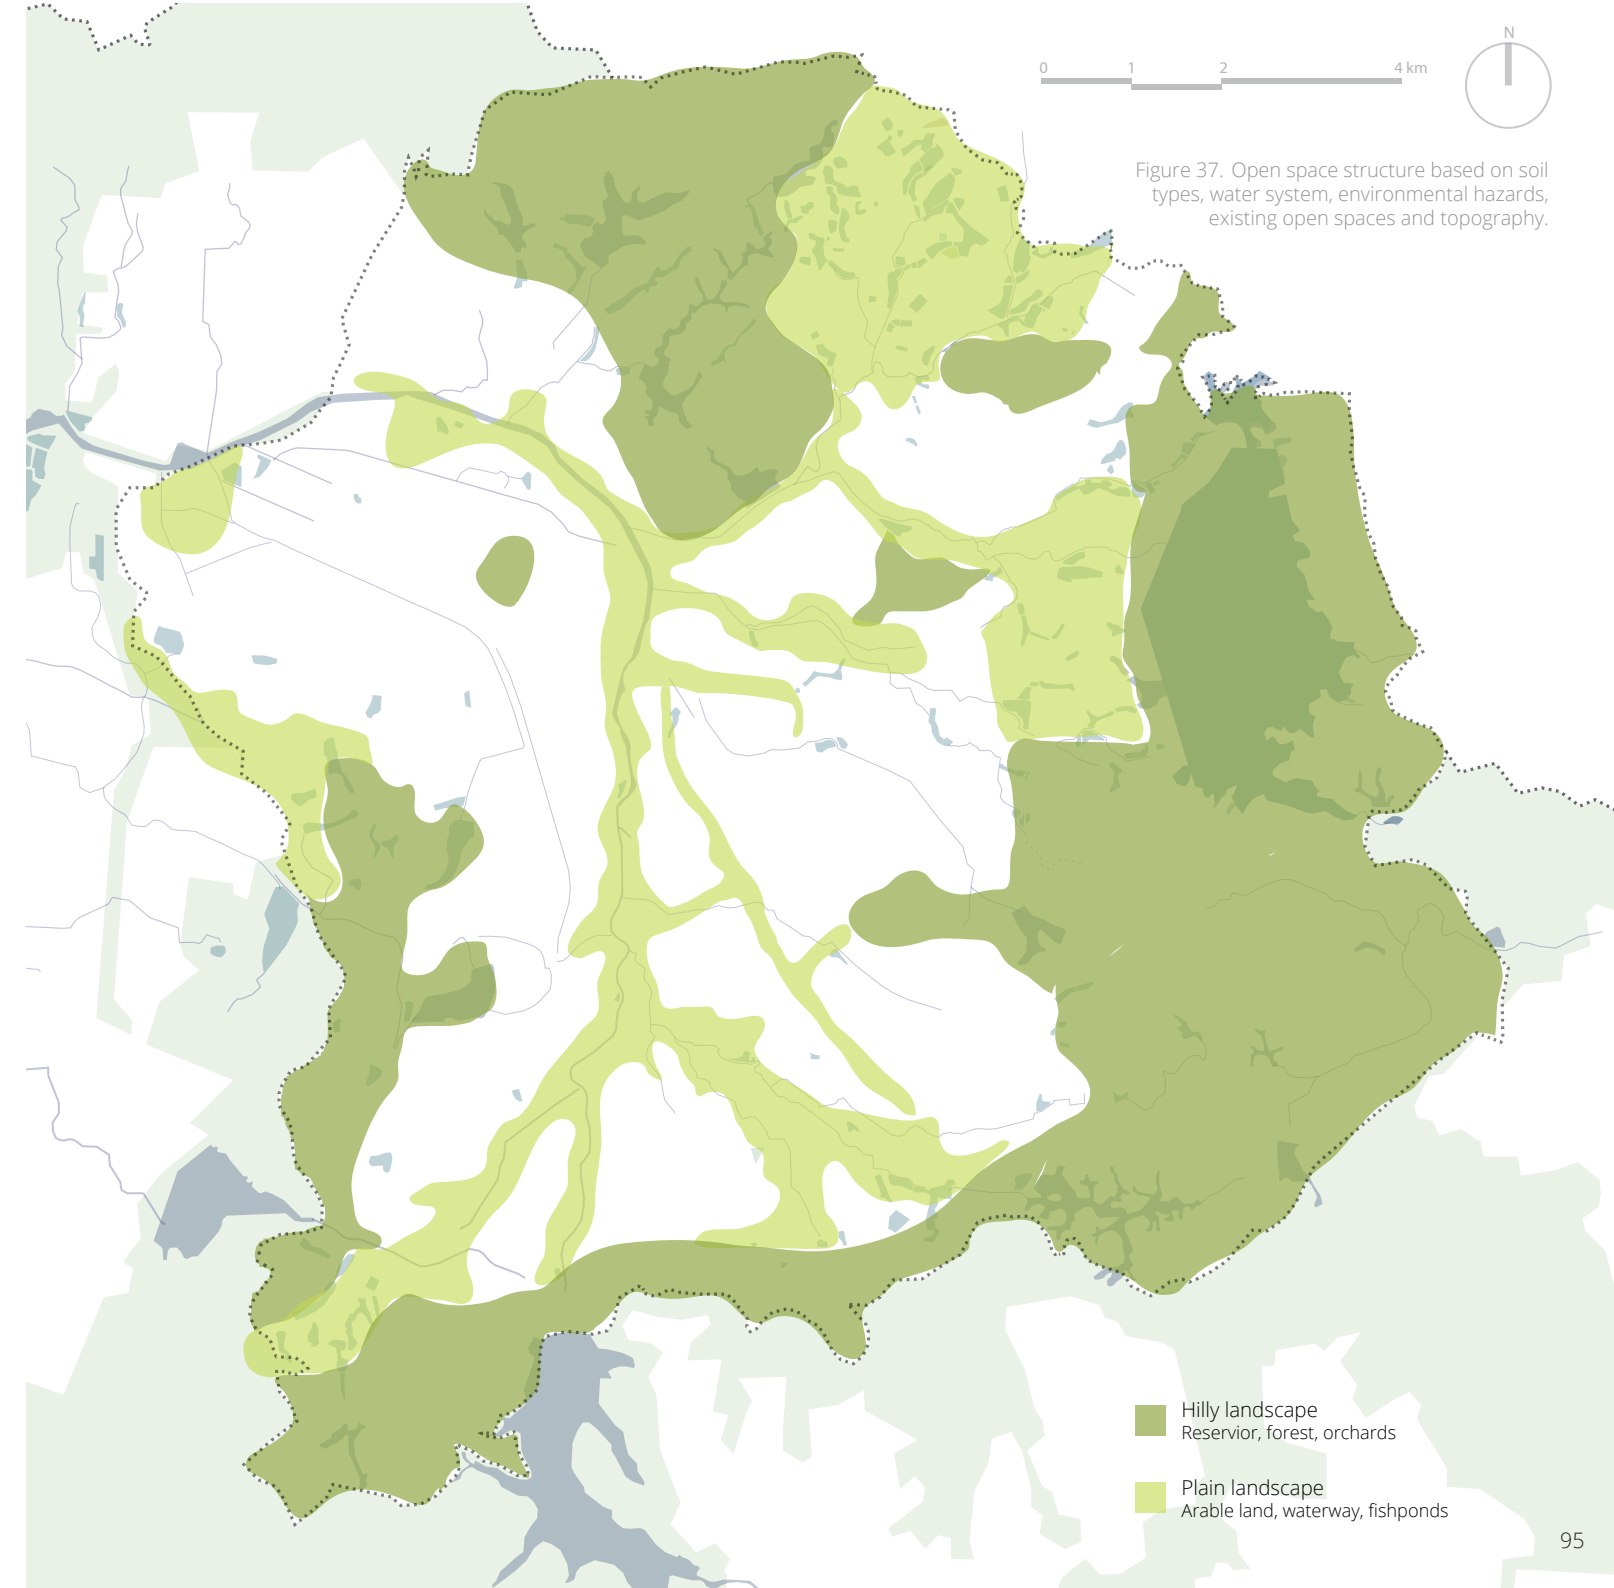 N
0 1 2 4 km
Figure 37. Open space structure based on soil
types, water system, environmental hazards,
existing open spaces and topography.
Hilly landscape
Reservior, forest, orchards
Plain landscape
Arable land, waterway, fishponds
95